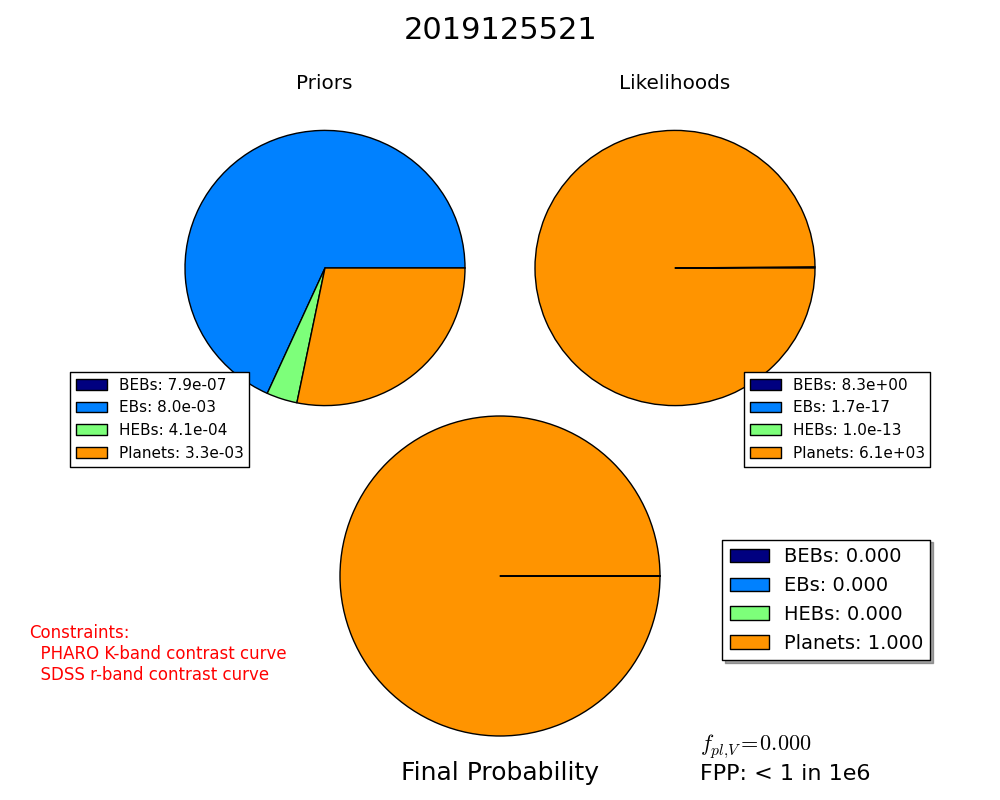 2019125521
Priors
Likelihoods
BEBs: 7.9e-07
EBs: 8.0e-03
HEBs: 4.1e-04
Planets: 3.3e-03
BEBs: 8.3e+00
EBs: 1.7e-17
HEBs: 1.0e-13
Planets: 6.1e+03
BEBs: 0.000
EBs: 0.000
HEBs: 0.000
Planets: 1.000
Constraints:
PHARO K-band contrast curve
SDSS r-band contrast curve
f_{pl,V}=0.000
Final Probability
FPP: < 1 in 1e6